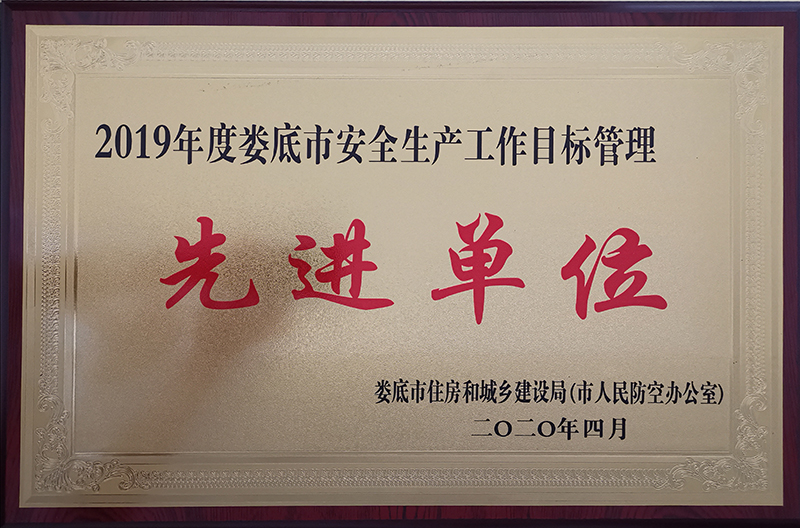 2019年度娄底市安全生产工作目标管理
先进单位
娄底市住房和城乡建设局(市人民防空办公室)
二〇二〇年四月